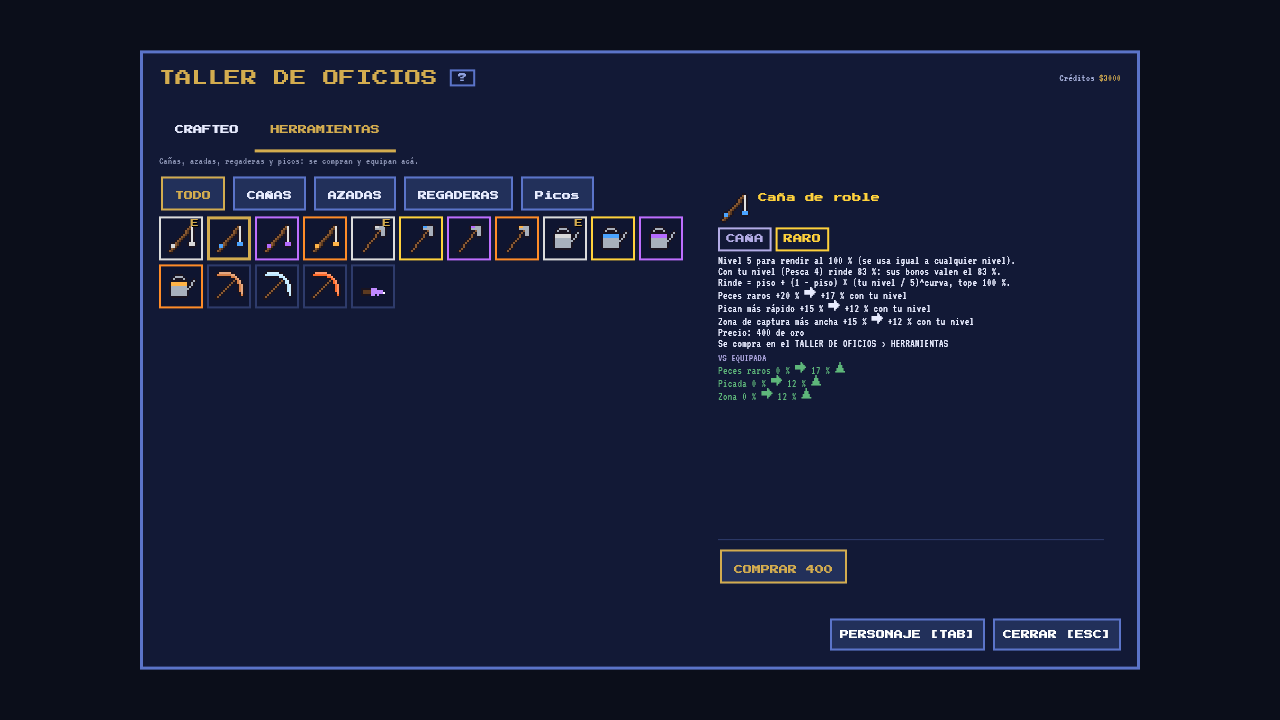 TALLER DE OFICIOS ?
Créditos $3000
CRAFTEO HERRAMIENTAS
Cañas, azadas, regaderas y picos: se compran y equipan acá.
TODO CAÑAS AZADAS REGADERAS Picos
E E E
Caña de roble
CAÑA RARO
Nivel 5 para rendir al 100 % (se usa igual a cualquier nivel).
Con tu nivel (Pesca 4) rinde 83 %: sus bonos valen el 83 %.
Rinde = piso + (1 - piso) × (tu nivel / 5)^curva, tope 100 %.
Peces raros +20 % → +17 % con tu nivel
Pican más rápido +15 % → +12 % con tu nivel
Zona de captura más ancha +15 % → +12 % con tu nivel
Precio: 400 de oro
Se compra en el TALLER DE OFICIOS > HERRAMIENTAS
VS EQUIPADA
Peces raros 0 % → 17 % ▲
Picada 0 % → 12 % ▲
Zona 0 % → 12 % ▲
COMPRAR 400
PERSONAJE [TAB] CERRAR [ESC]